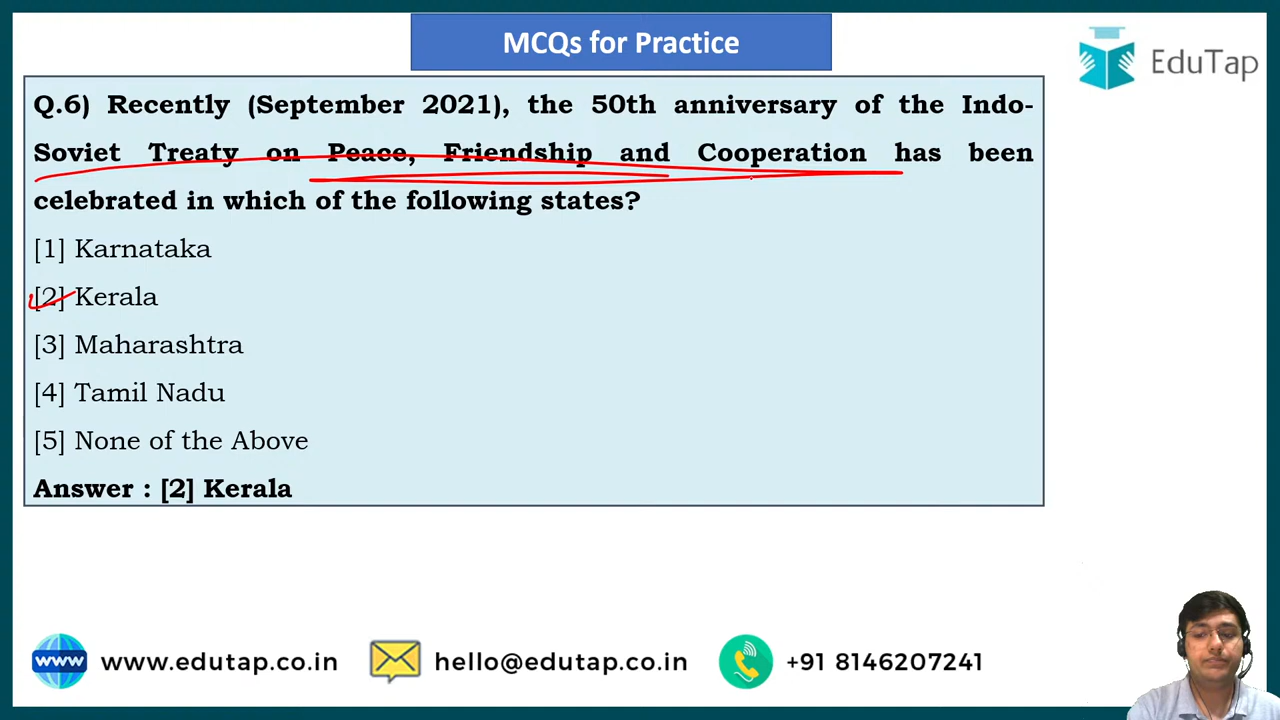 MCQs for Practice
EduTap
Q.6) Recently (September 2021), the 50th anniversary of the Indo-
Soviet Treaty on Peace, Friendship and Cooperation has been
celebrated in which of the following states?
[1] Karnataka
[2] Kerala
[3] Maharashtra
[4] Tamil Nadu
[5] None of the Above
Answer : [2] Kerala
www www.edutap.co.in hello@edutap.co.in +91 8146207241